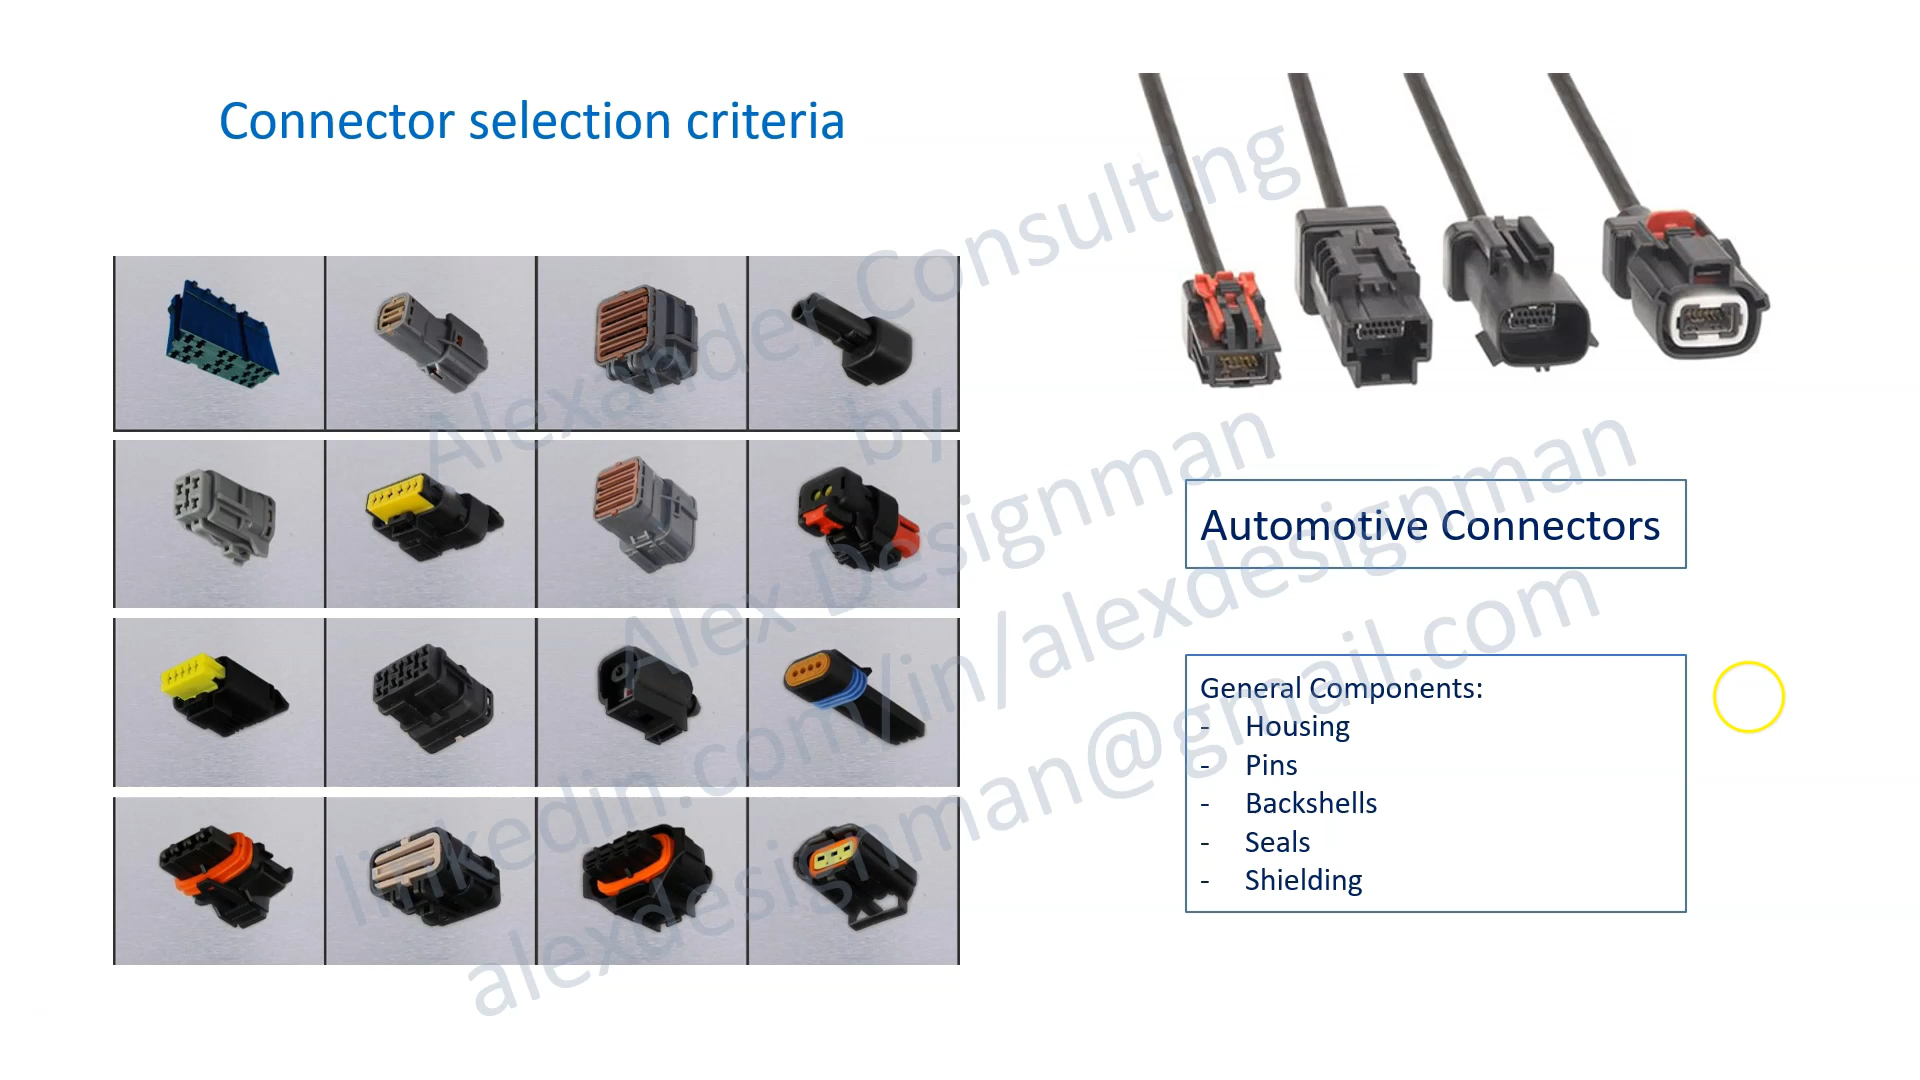 Connector selection criteria
Alexander Consulting
by
Alex Designman
linkedin.com/in/alexdesignman
alexdesignman@gmail.com
Automotive Connectors
General Components:
- Housing
- Pins
- Backshells
- Seals
- Shielding